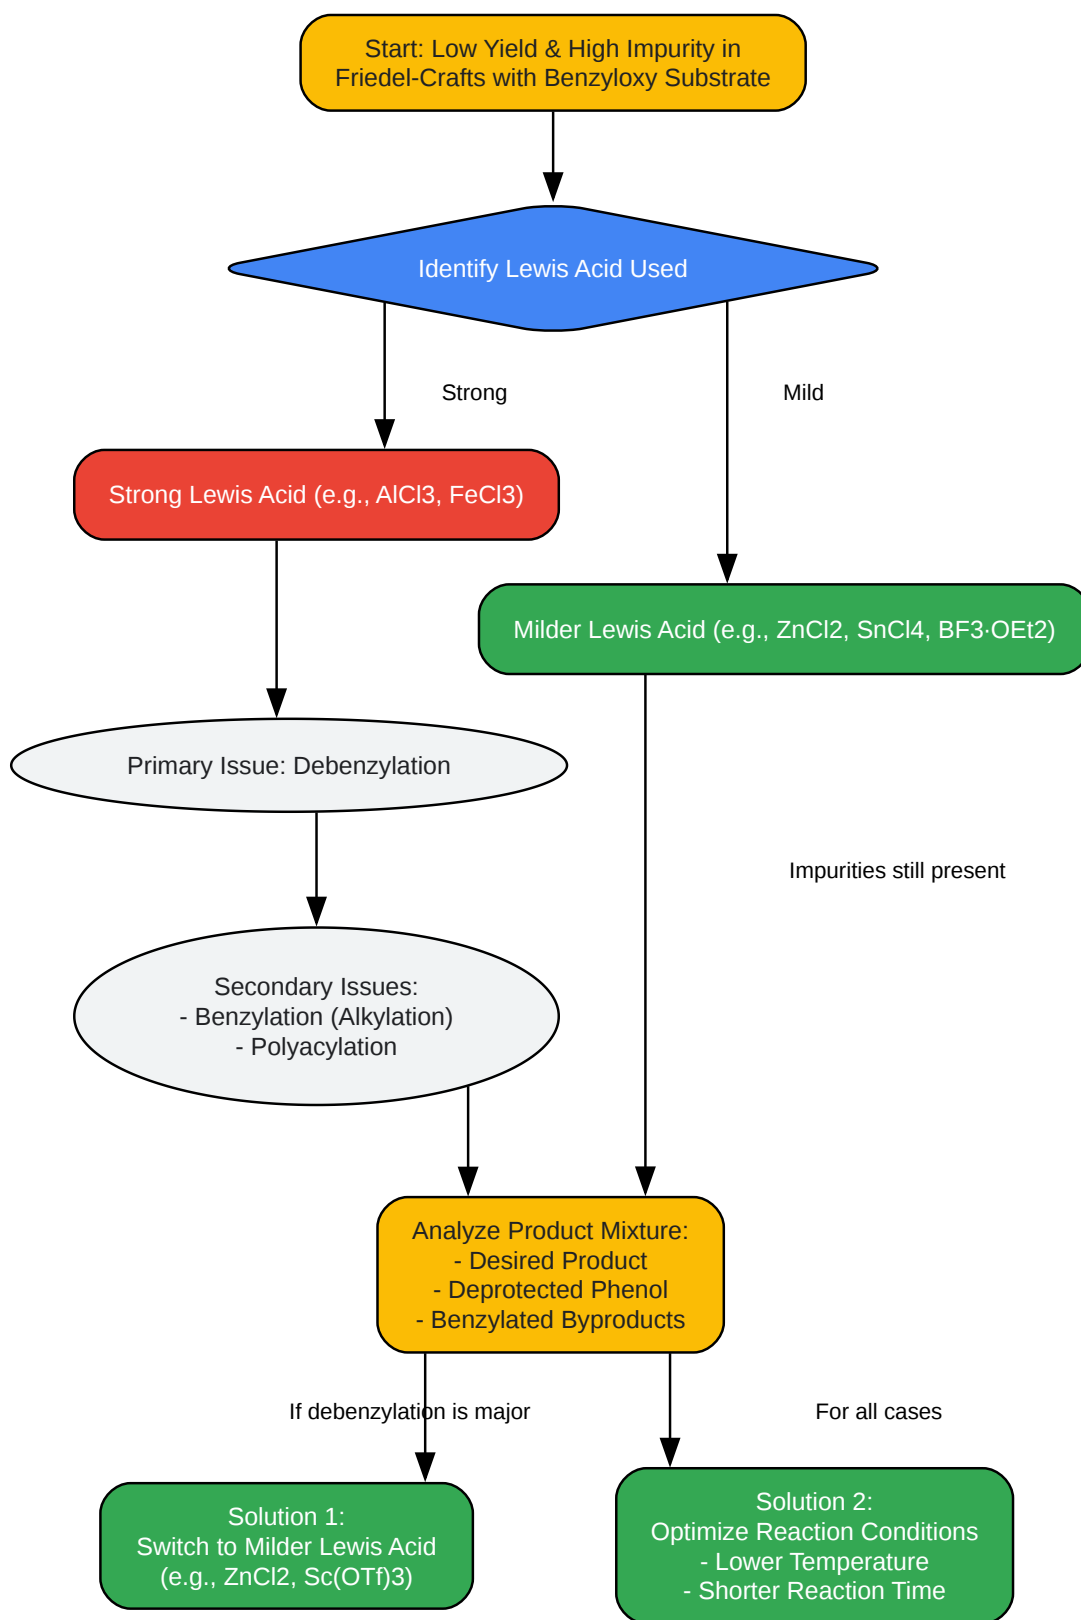 Start: Low Yield & High Impurity in
Friedel-Crafts with Benzyloxy Substrate
Identify Lewis Acid Used
Strong
Mild
Strong Lewis Acid (e.g., AlCl3, FeCl3)
Milder Lewis Acid (e.g., ZnCl2, SnCl4, BF3·OEt2)
Primary Issue: Debenzylation
Impurities still present
Secondary Issues:
- Benzylation (Alkylation)
- Polyacylation
Analyze Product Mixture:
- Desired Product
- Deprotected Phenol
- Benzylated Byproducts
If debenzylation is major
For all cases
Solution 1:
Switch to Milder Lewis Acid
(e.g., ZnCl2, Sc(OTf)3)
Solution 2:
Optimize Reaction Conditions
- Lower Temperature
- Shorter Reaction Time